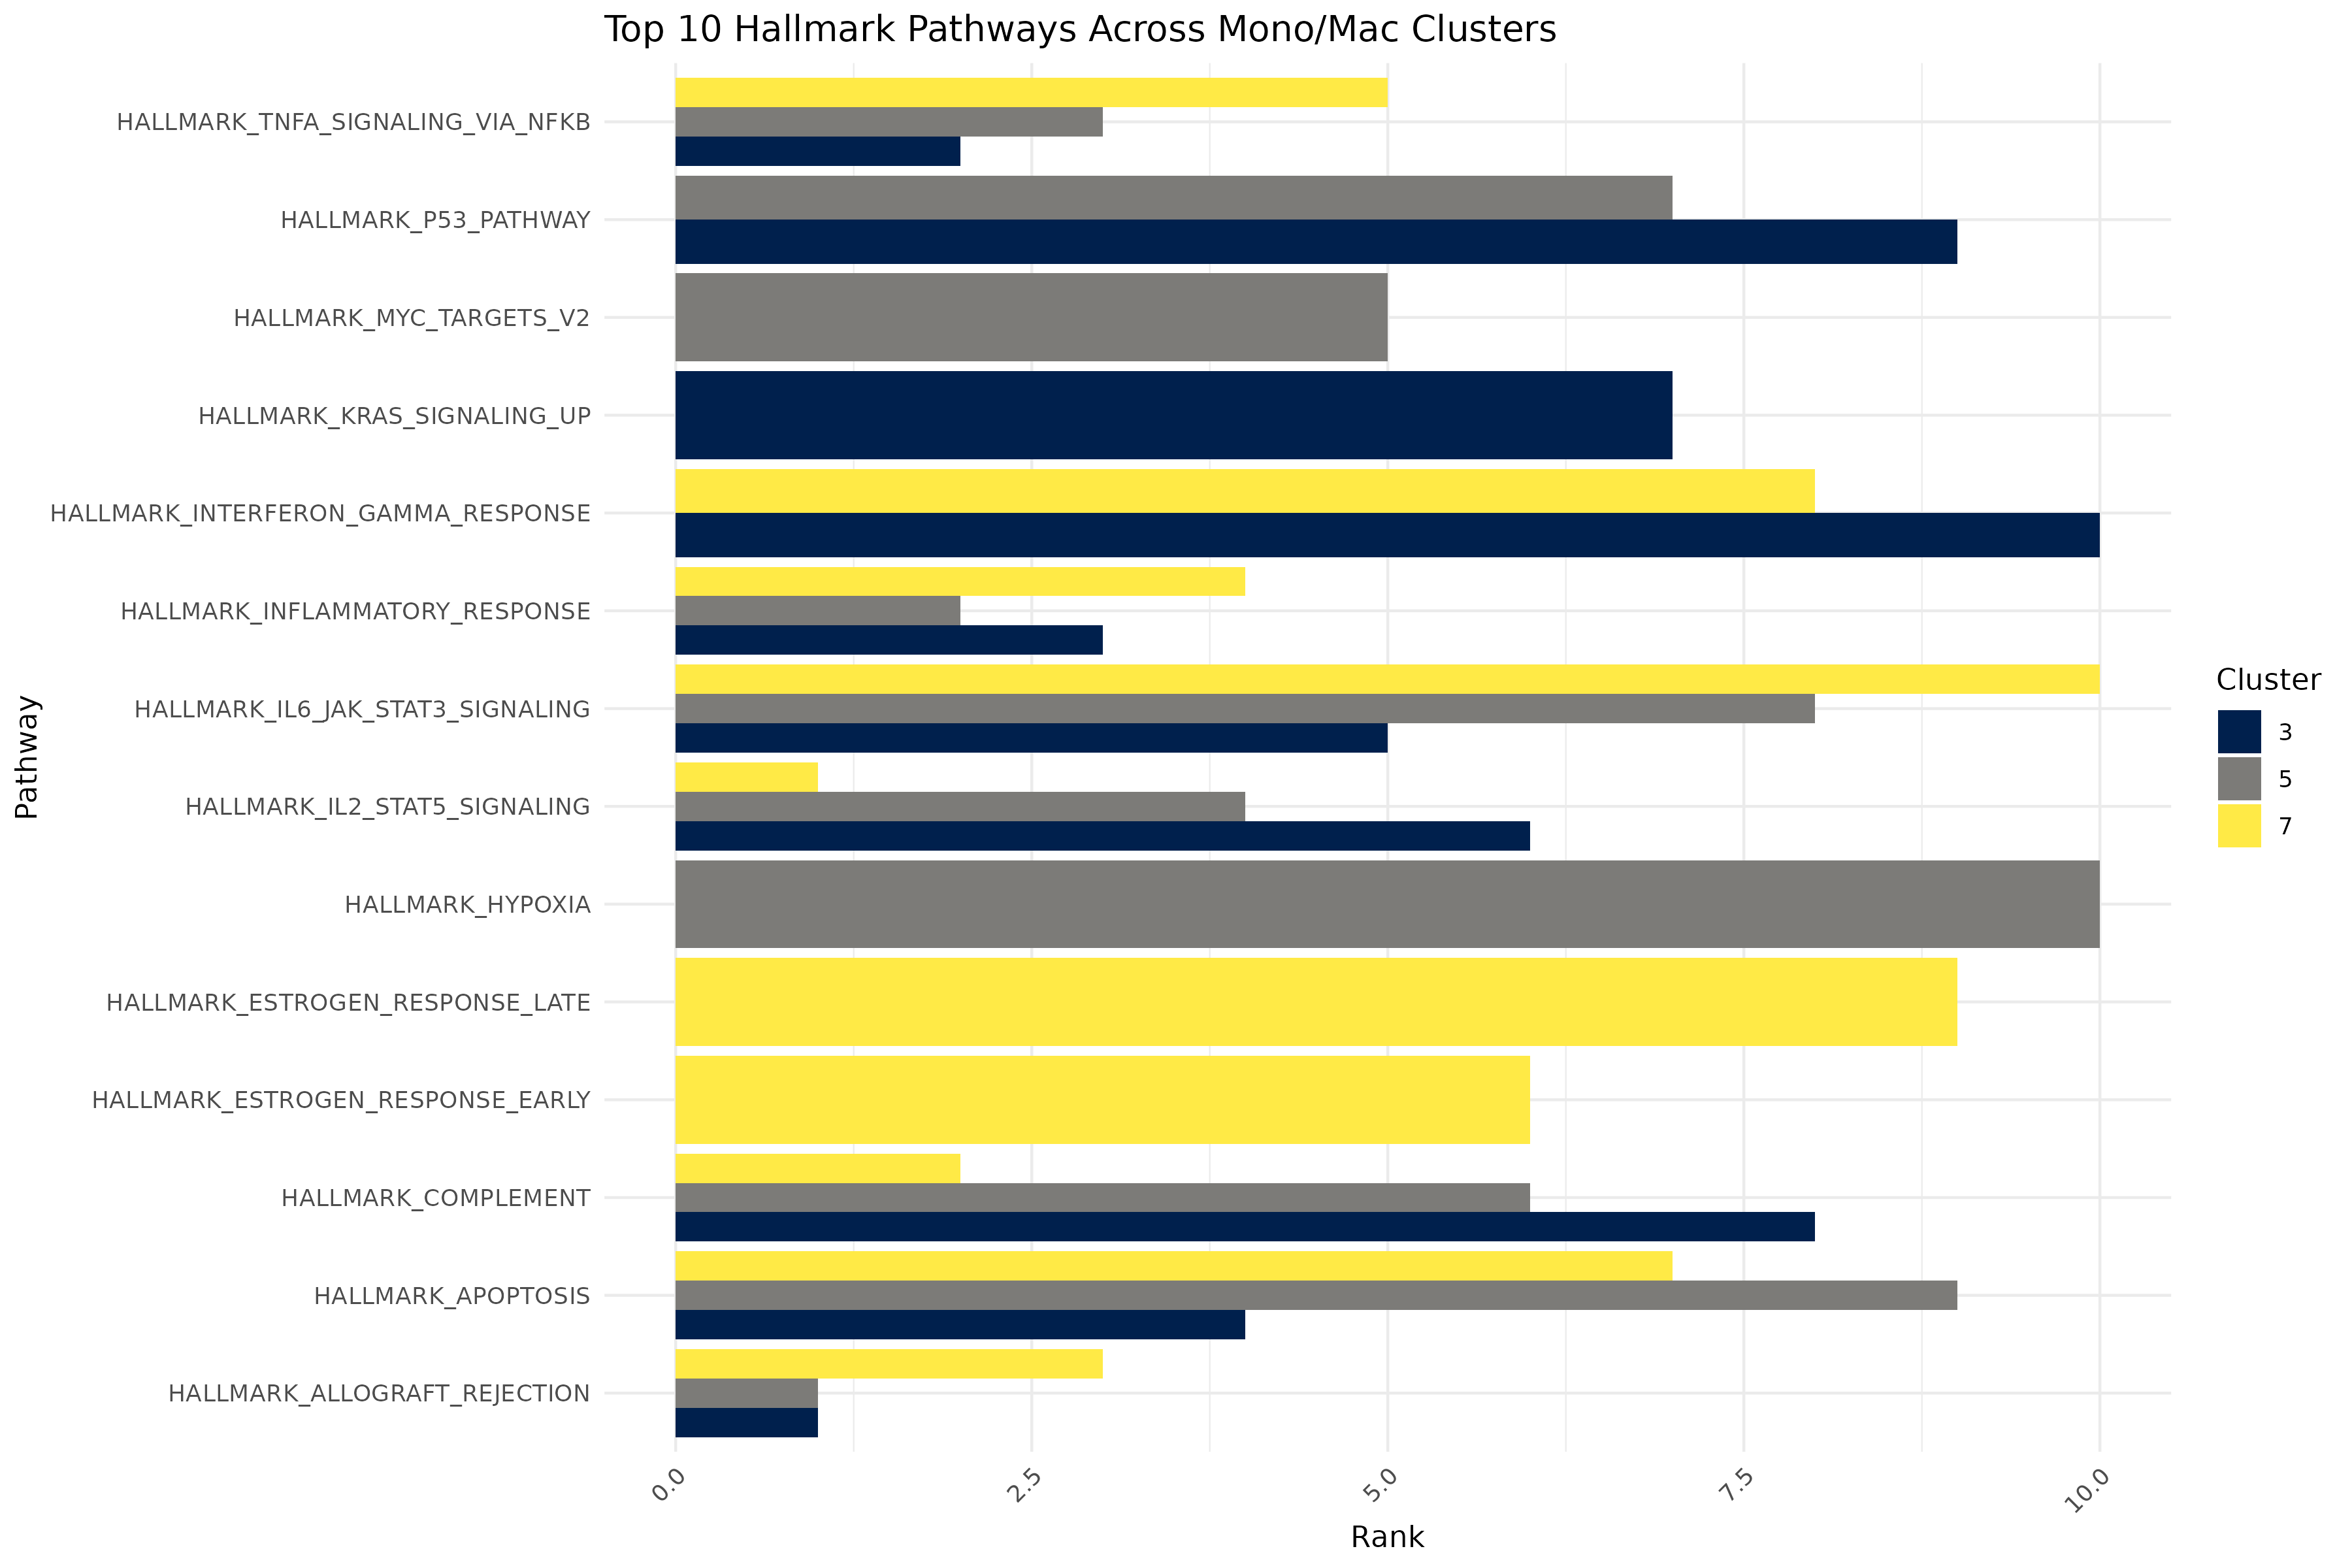 Top 10 Hallmark Pathways Across Mono/Mac Clusters
HALLMARK_TNFA_SIGNALING_VIA_NFKB
HALLMARK_P53_PATHWAY
HALLMARK_MYC_TARGETS_V2
HALLMARK_KRAS_SIGNALING_UP
HALLMARK_INTERFERON_GAMMA_RESPONSE
HALLMARK_INFLAMMATORY_RESPONSE
HALLMARK_IL6_JAK_STAT3_SIGNALING
HALLMARK_IL2_STAT5_SIGNALING
HALLMARK_HYPOXIA
HALLMARK_ESTROGEN_RESPONSE_LATE
HALLMARK_ESTROGEN_RESPONSE_EARLY
HALLMARK_COMPLEMENT
HALLMARK_APOPTOSIS
HALLMARK_ALLOGRAFT_REJECTION
Pathway
0.0
2.5
5.0
7.5
10.0
Rank
Cluster
3
5
7